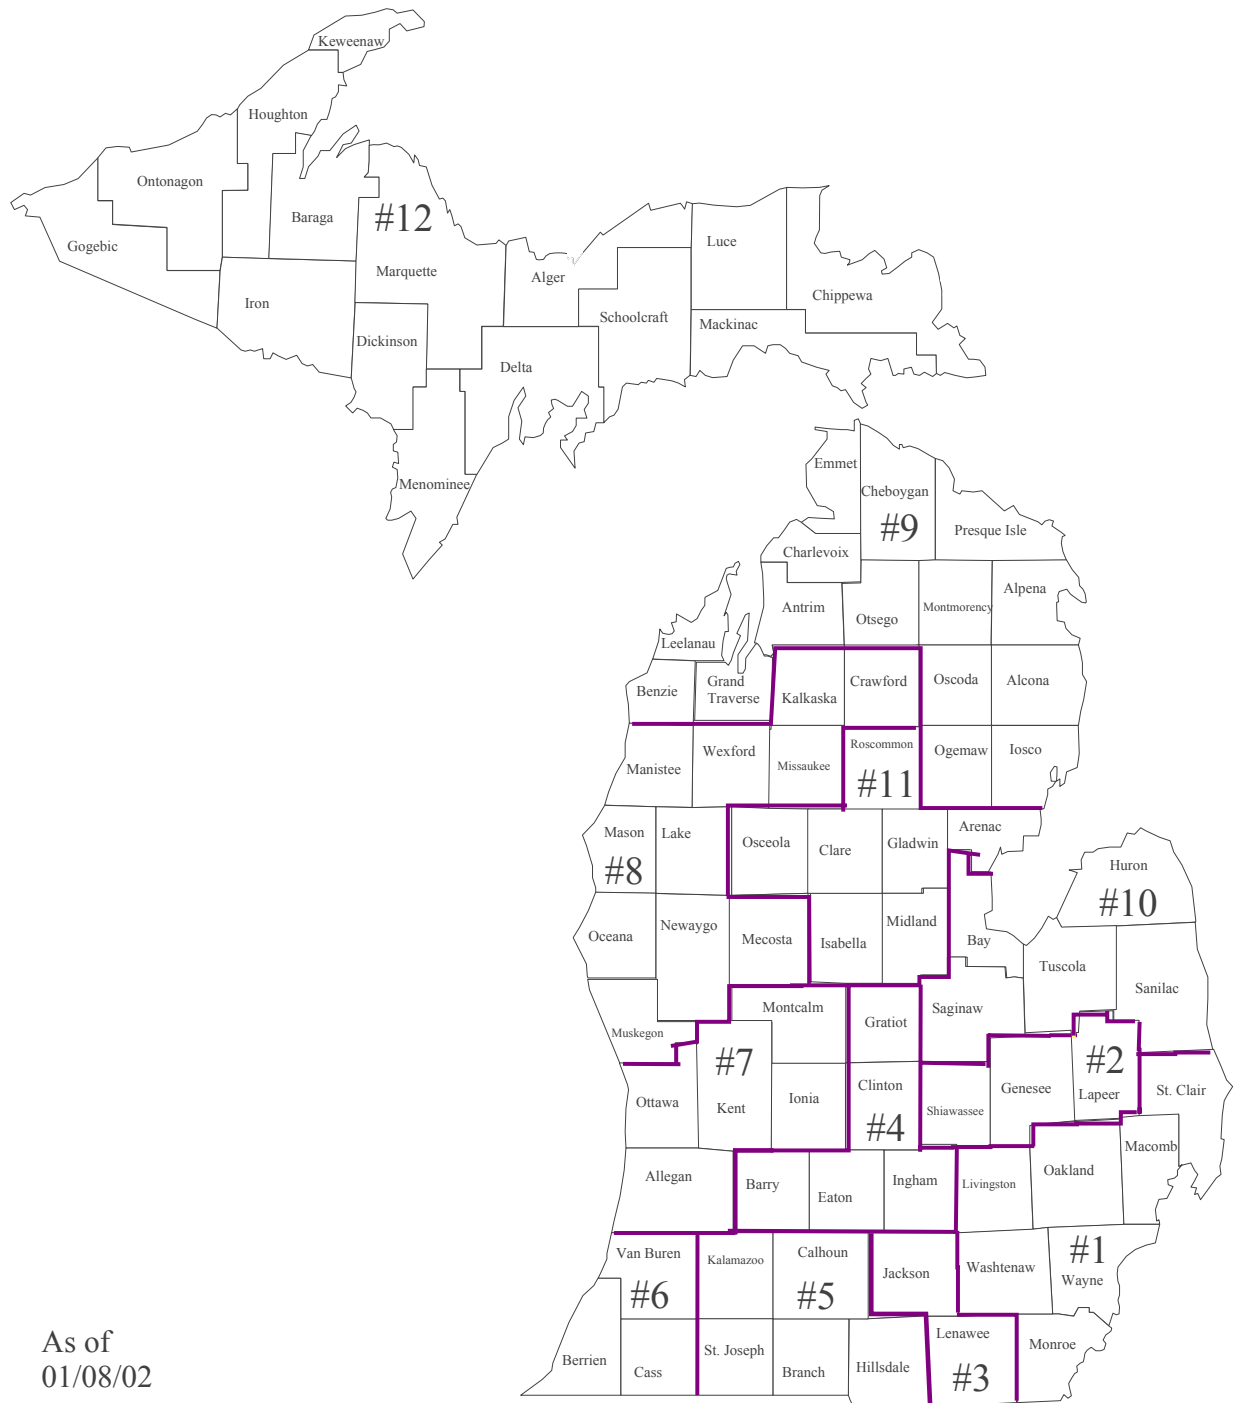 Keweenaw
Houghton
Ontonagon
Baraga
#12
Gogebic
Luce
Marquette
Alger
Chippewa
Iron
Schoolcraft
Mackinac
Dickinson
Delta
Emmet
Menominee
Cheboygan
#9
Presque Isle
Charlevoix
Alpena
Antrim
Montmorency
Otsego
Leelanau
Benzie
Grand
Traverse
Kalkaska
Crawford
Oscoda
Alcona
Roscommon
Wexford
Ogemaw
Iosco
Manistee
Missaukee
#11
Mason
Lake
Arenac
Osceola
Clare
Gladwin
#8
Huron
#10
Oceana
Newaygo
Mecosta
Isabella
Midland
Bay
Tuscola
Sanilac
Montcalm
Saginaw
Gratiot
Muskegon
#7
#2
Clinton
St. Clair
Ottawa
Kent
Ionia
Shiawassee
Genesee
Lapeer
#4
Macomb
Allegan
Barry
Eaton
Ingham
Livingston
Oakland
Van Buren
Kalamazoo
Calhoun
#1
Jackson
Washtenaw
Wayne
#6
#5
Lenawee
Monroe
St. Joseph
Berrien
Cass
Branch
Hillsdale
#3
As of
01/08/02